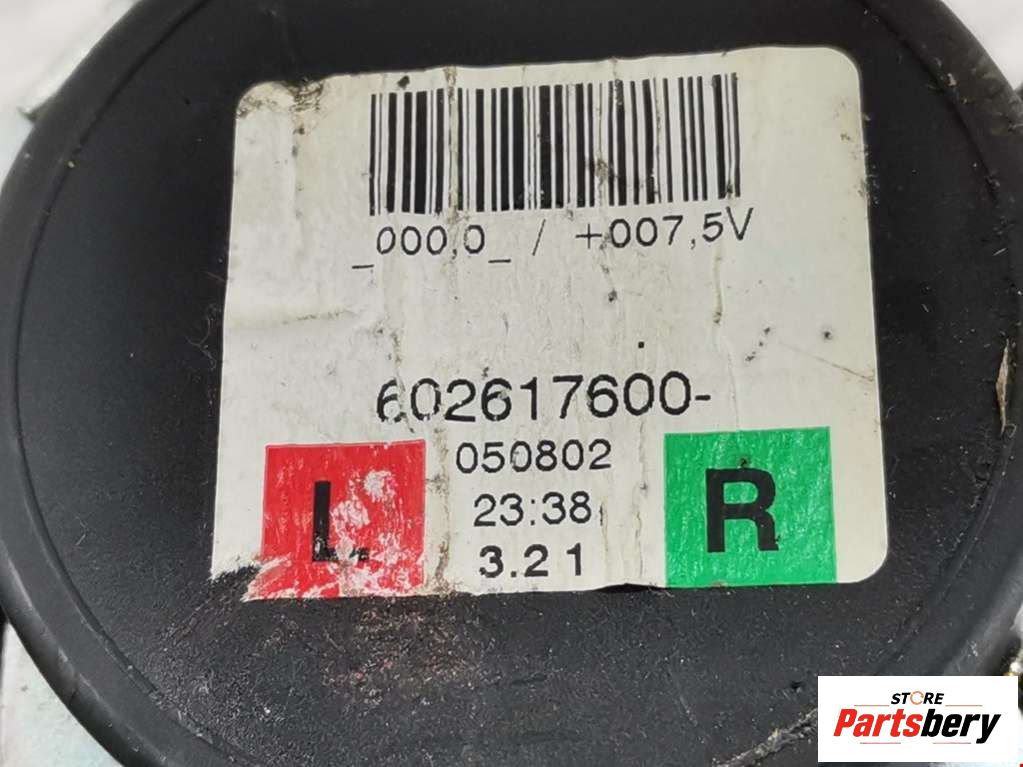 _000,0_ / +007,5V
602617600-
050802
23:38
3.21
L
R
STORE
Partsbery